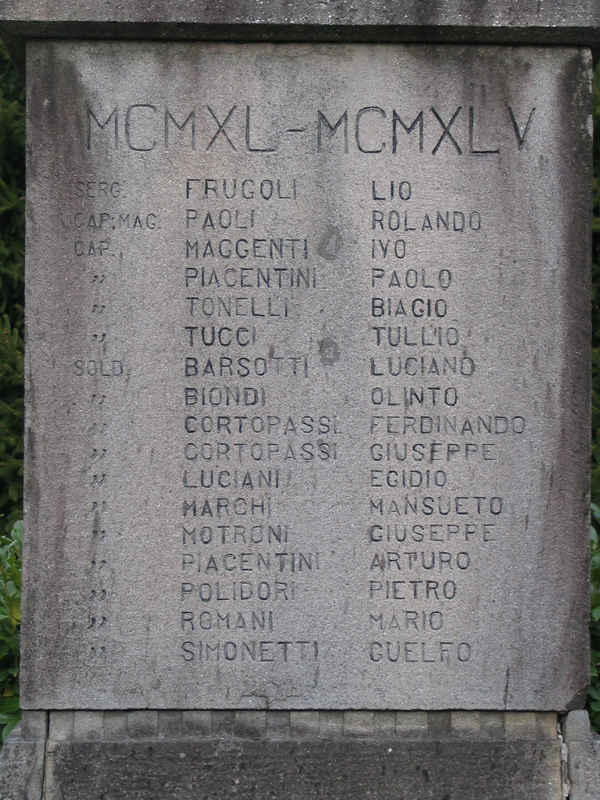 MCMXL - MCMXLV
SERG. FRUGOLI LIO
CAP.MAG. PAOLI ROLANDO
CAP. MAGGENTI IVO
" PIACENTINI PAOLO
" TONELLI BIAGIO
" TUCCI TULLIO
SOLD. BARSOTTI LUCIANO
" BIONDI OLINTO
" CORTOPASSI FERDINANDO
" CORTOPASSI GIUSEPPE
" LUCIANI EGIDIO
" MARCHI MANSUETO
" MOTRONI GIUSEPPE
" PIACENTINI ARTURO
" POLIDORI PIETRO
" ROMANI MARIO
" SIMONETTI GUELFO